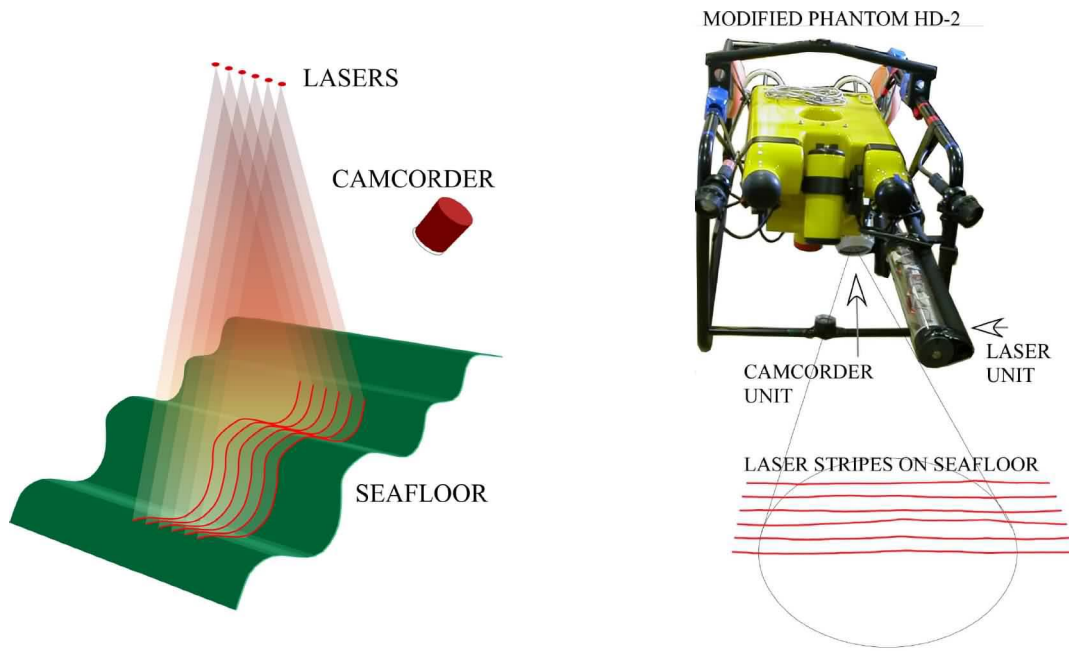 LASERS
CAMCORDER
SEAFLOOR
MODIFIED PHANTOM HD-2
CAMCORDER
UNIT
LASER
UNIT
LASER STRIPES ON SEAFLOOR